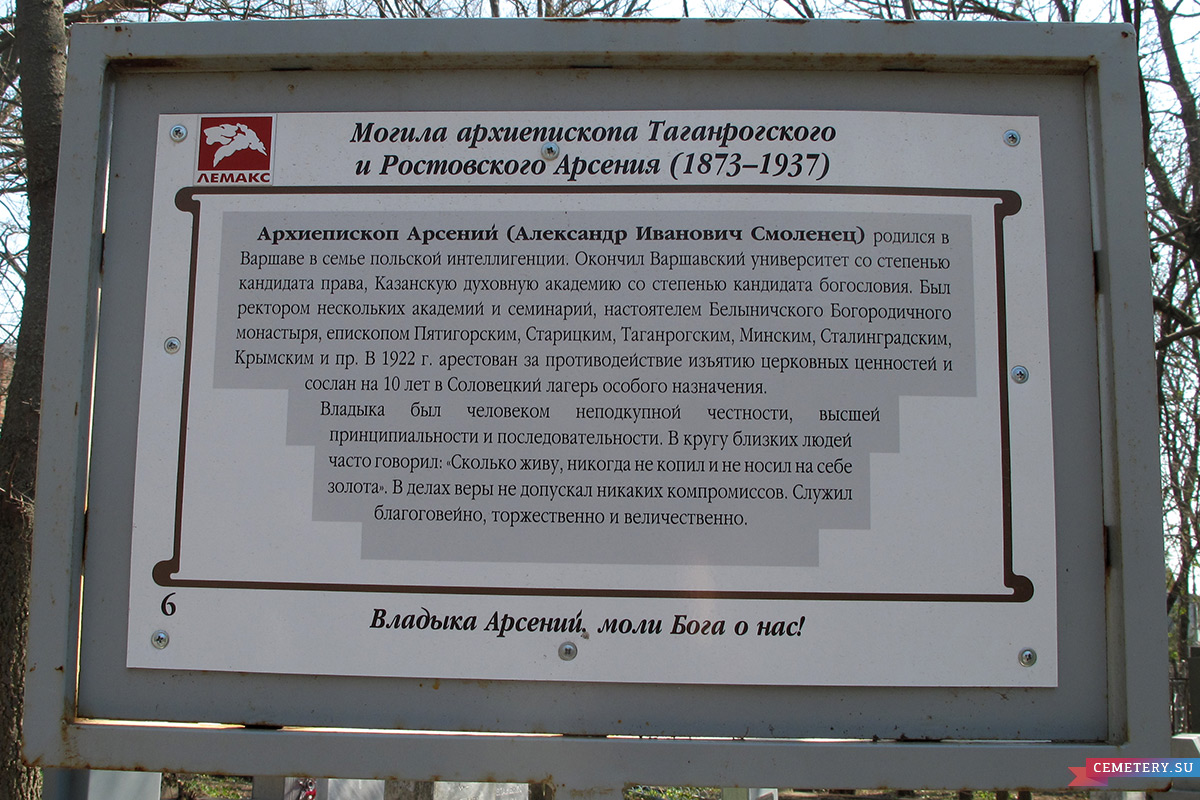 ЛЕМАКС
Могила архиепископа Таганрогского
и Ростовского Арсения (1873–1937)
Архиепископ Арсений (Александр Иванович Смоленец) родился в
Варшаве в семье польской интеллигенции. Окончил Варшавский университет со степенью
кандидата права, Казанскую духовную академию со степенью кандидата богословия. Был
ректором нескольких академий и семинарий, настоятелем Белыничского Богородичного
монастыря, епископом Пятигорским, Старицким, Таганрогским, Минским, Сталинградским,
Крымским и пр. В 1922 г. арестован за противодействие изъятию церковных ценностей и
сослан на 10 лет в Соловецкий лагерь особого назначения.
Владыка был человеком неподкупной честности, высшей
принципиальности и последовательности. В кругу близких людей
часто говорил: «Сколько живу, никогда не копил и не носил на себе
золота». В делах веры не допускал никаких компромиссов. Служил
благоговейно, торжественно и величественно.
6
Владыка Арсений, моли Бога о нас!
CEMETERY.SU